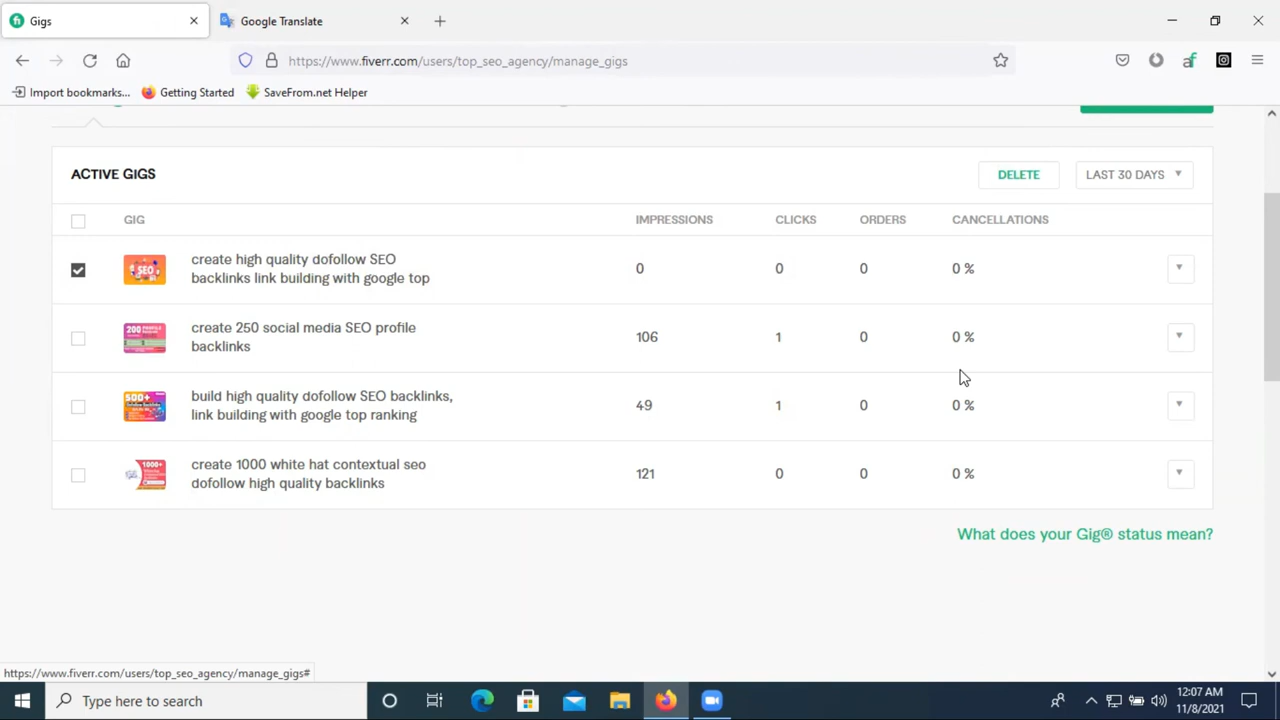 Gigs
Google Translate
https://www.fiverr.com/users/top_seo_agency/manage_gigs
Import bookmarks...
Getting Started
SaveFrom.net Helper
ACTIVE GIGS
DELETE
LAST 30 DAYS
GIG
IMPRESSIONS
CLICKS
ORDERS
CANCELLATIONS
create high quality dofollow SEO
backlinks link building with google top
0
0
0
0 %
create 250 social media SEO profile
backlinks
106
1
0
0 %
build high quality dofollow SEO backlinks,
link building with google top ranking
49
1
0
0 %
create 1000 white hat contextual seo
dofollow high quality backlinks
121
0
0
0 %
What does your Gig® status mean?
https://www.fiverr.com/users/top_seo_agency/manage_gigs#
Type here to search
12:07 AM
11/8/2021